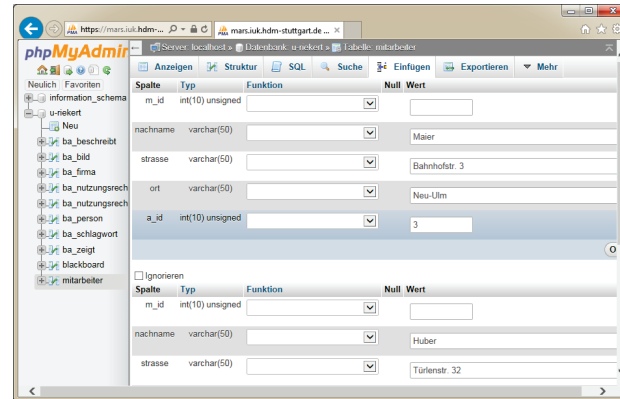 https://mars.iuk.hdm-...
mars.iuk.hdm-stuttgart.de ...
phpMyAdmin
Neulich Favoriten
information_schema
u-riekert
Neu
ba_beschreibt
ba_bild
ba_firma
ba_nutzungsrech
ba_nutzungsrech
ba_person
ba_schlagwort
ba_zeigt
blackboard
mitarbeiter
Server: localhost » Datenbank: u-riekert » Tabelle: mitarbeiter
Anzeigen Struktur SQL Suche Einfügen Exportieren Mehr
Spalte Typ Funktion Null Wert
m_id int(10) unsigned
nachname varchar(50) Maier
strasse varchar(50) Bahnhofstr. 3
ort varchar(50) Neu-Ulm
a_id int(10) unsigned 3
O
Ignorieren
Spalte Typ Funktion Null Wert
m_id int(10) unsigned
nachname varchar(50) Huber
strasse varchar(50) Türlenstr. 32